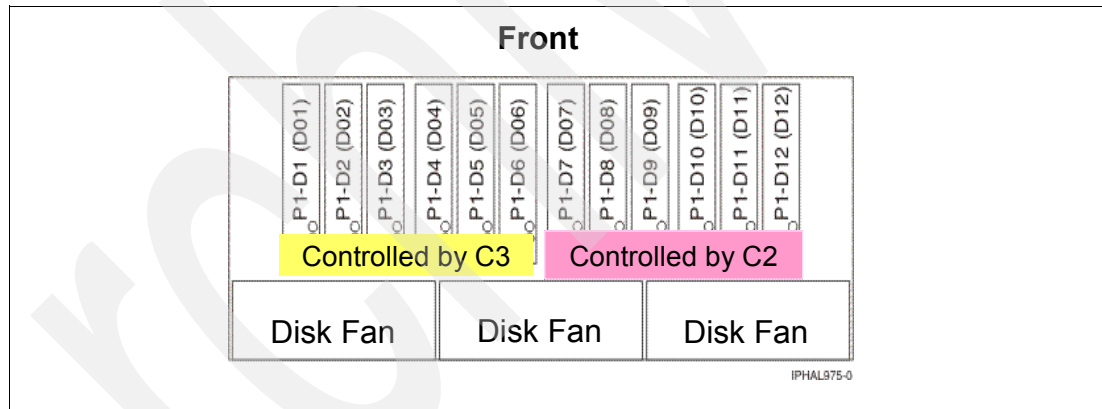 Front
P1-D1 (D01)
P1-D2 (D02)
P1-D3 (D03)
P1-D4 (D04)
P1-D5 (D05)
P1-D6 (D06)
P1-D7 (D07)
P1-D8 (D08)
P1-D9 (D09)
P1-D10 (D10)
P1-D11 (D11)
P1-D12 (D12)
Controlled by C3
Controlled by C2
Disk Fan
Disk Fan
Disk Fan
IPHAL975-0